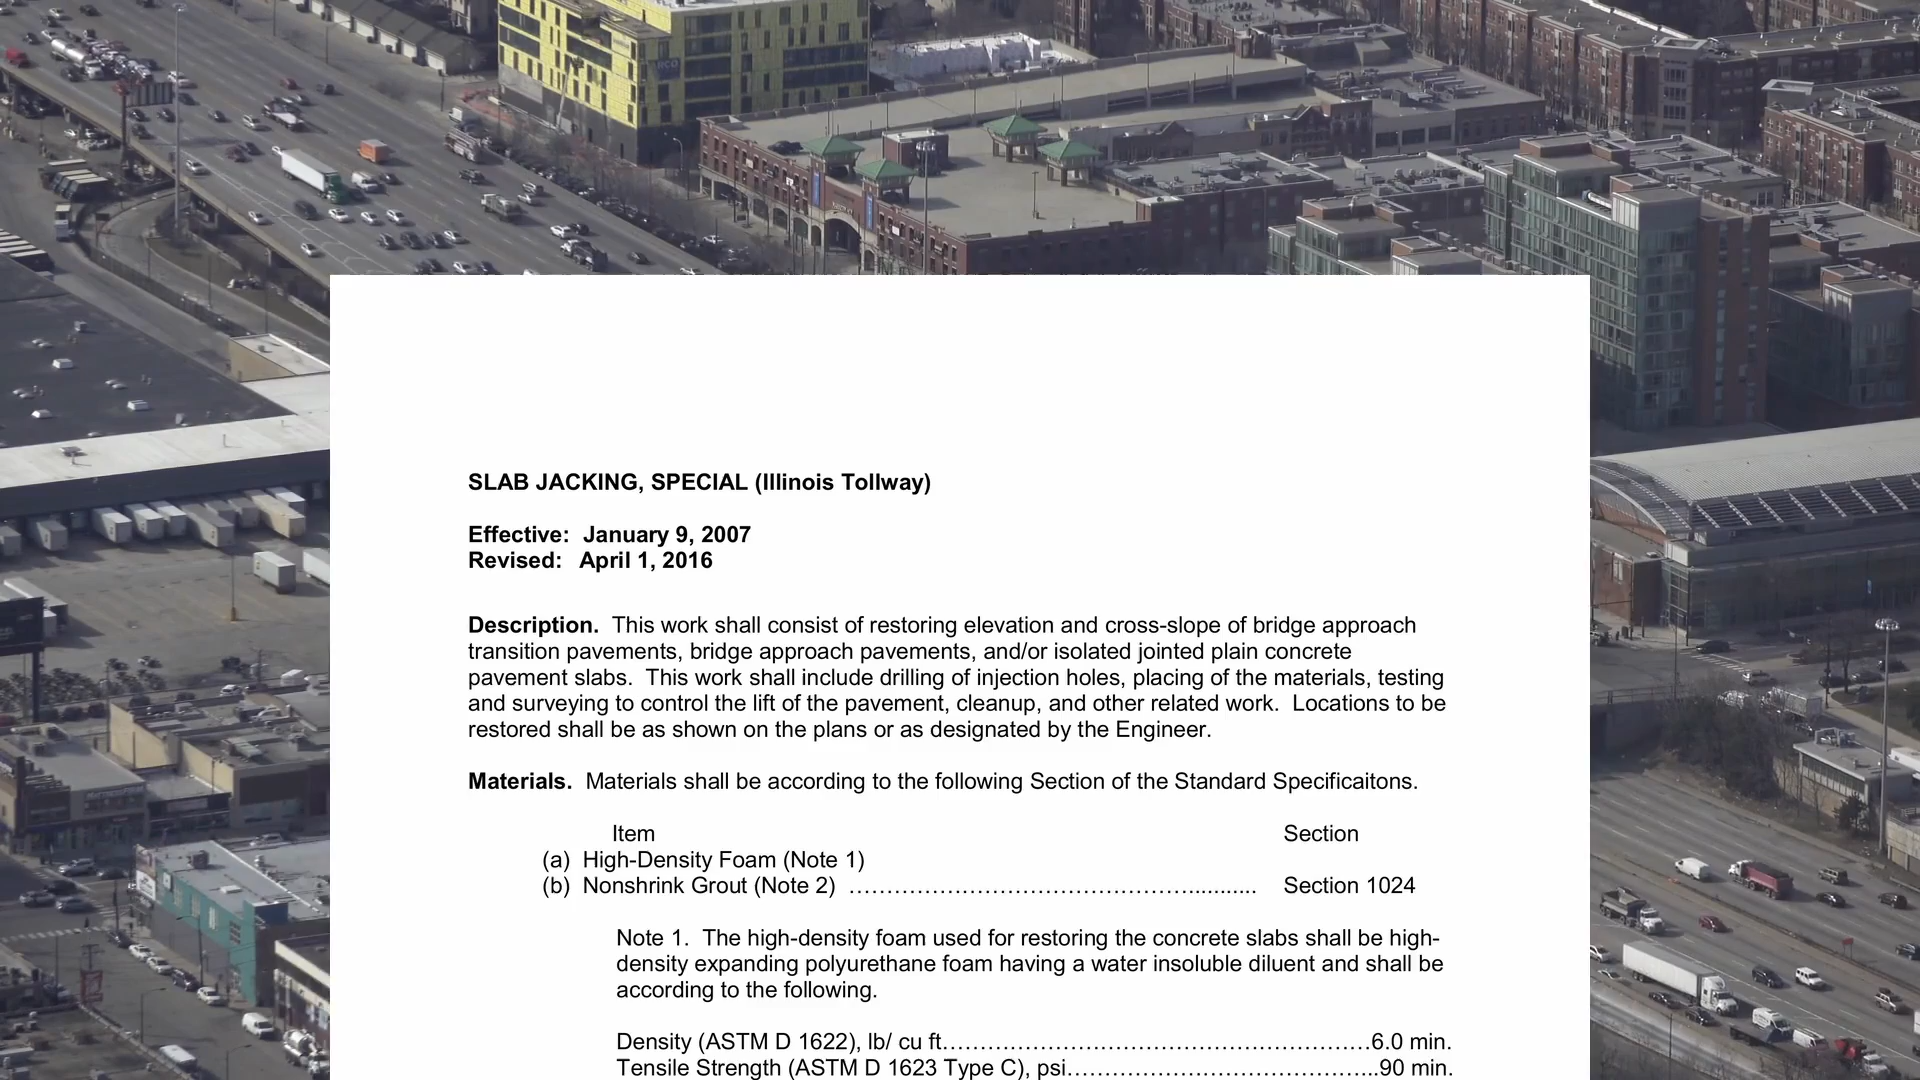 SLAB JACKING, SPECIAL (Illinois Tollway)
Effective: January 9, 2007
Revised: April 1, 2016
Description. This work shall consist of restoring elevation and cross-slope of bridge approach
transition pavements, bridge approach pavements, and/or isolated jointed plain concrete
pavement slabs. This work shall include drilling of injection holes, placing of the materials, testing
and surveying to control the lift of the pavement, cleanup, and other related work. Locations to be
restored shall be as shown on the plans or as designated by the Engineer.
Materials. Materials shall be according to the following Section of the Standard Specificaitons.
Item Section
(a) High-Density Foam (Note 1)
(b) Nonshrink Grout (Note 2) ……………………………………........... Section 1024
Note 1. The high-density foam used for restoring the concrete slabs shall be high-
density expanding polyurethane foam having a water insoluble diluent and shall be
according to the following.
Density (ASTM D 1622), lb/ cu ft…………………………………………………6.0 min.
Tensile Strength (ASTM D 1623 Type C), psi…………………………………...90 min.